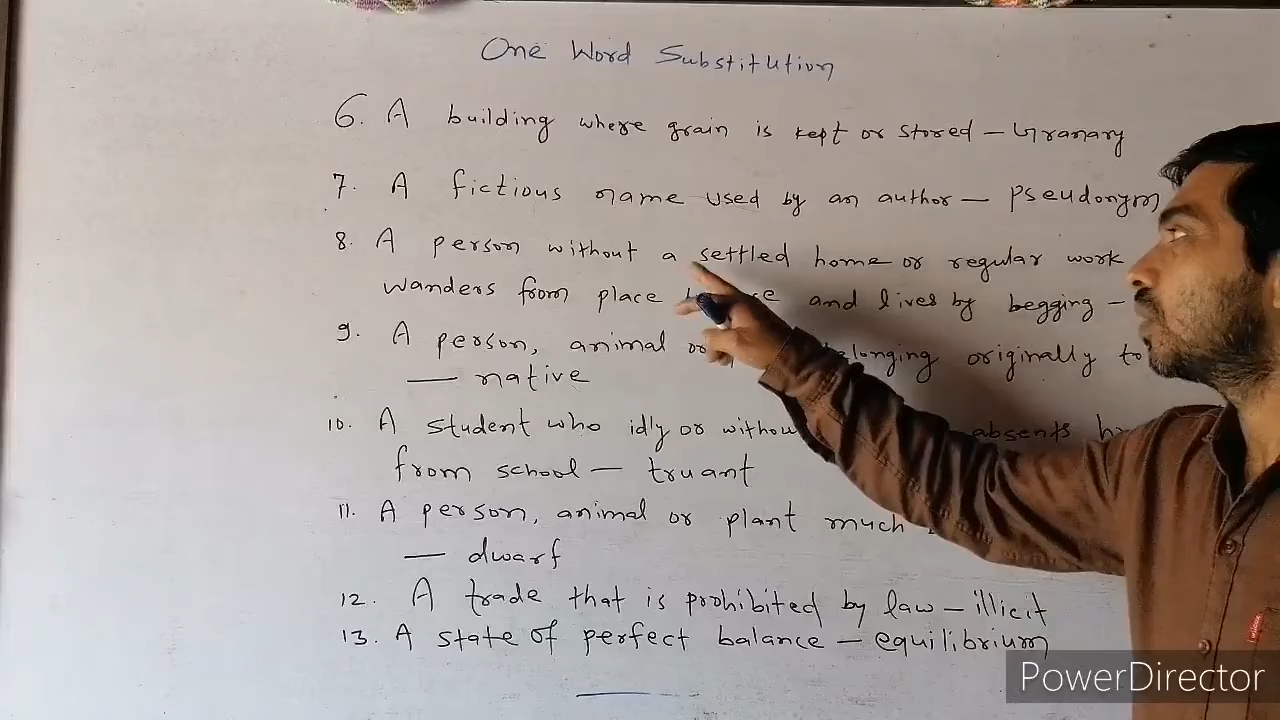 One Word Substitution
6. A building where grain is kept or stored - Granary
7. A fictious name used by an author - Pseudonym
8. A person without a settled home or regular work
wanders from place and lives by begging -
9. A person, animal or belonging originally to
- native
10. A student who idly or without absents
from school - truant
11. A person, animal or plant much
- dwarf
12. A trade that is prohibited by law - illicit
13. A state of perfect balance - equilibrium
PowerDirector